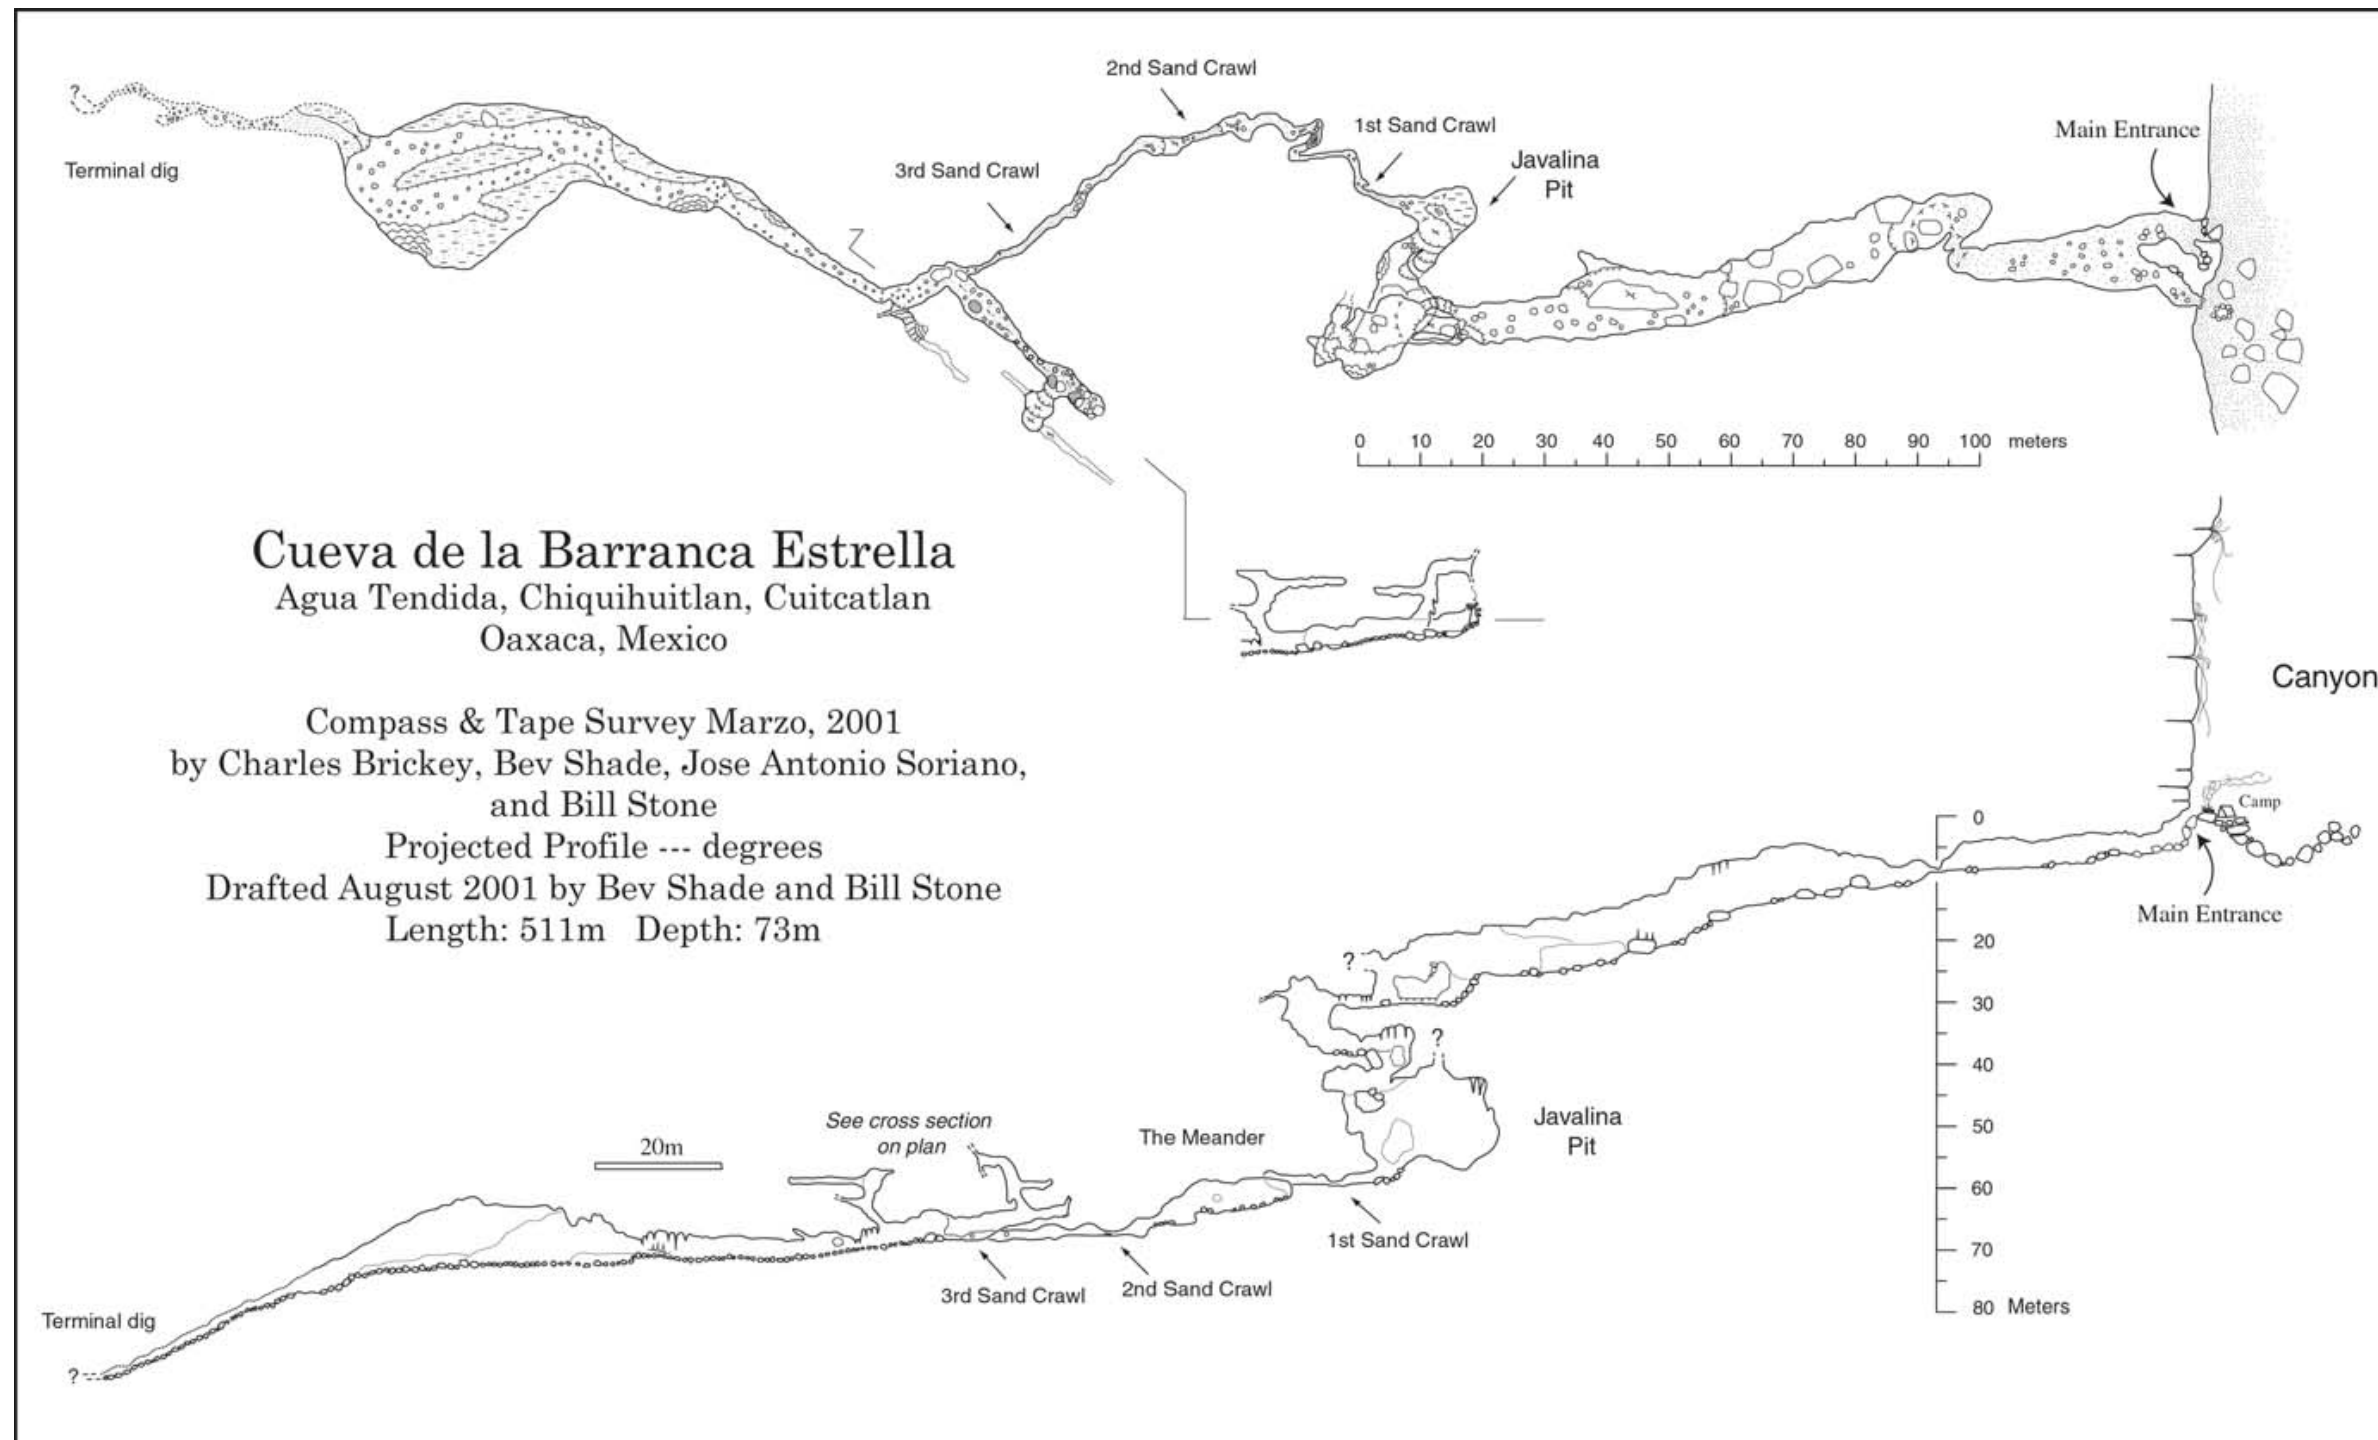 ?
Terminal dig
3rd Sand Crawl
2nd Sand Crawl
1st Sand Crawl
Javalina
Pit
Main Entrance
0 10 20 30 40 50 60 70 80 90 100 meters
Cueva de la Barranca Estrella
Agua Tendida, Chiquihuitlan, Cuitcatlan
Oaxaca, Mexico
Compass & Tape Survey Marzo, 2001
by Charles Brickey, Bev Shade, Jose Antonio Soriano,
and Bill Stone
Projected Profile --- degrees
Drafted August 2001 by Bev Shade and Bill Stone
Length: 511m Depth: 73m
Canyon
Camp
Main Entrance
0
20
30
40
50
60
70
80 Meters
?
?
Javalina
Pit
The Meander
See cross section
on plan
20m
1st Sand Crawl
2nd Sand Crawl
3rd Sand Crawl
Terminal dig
?